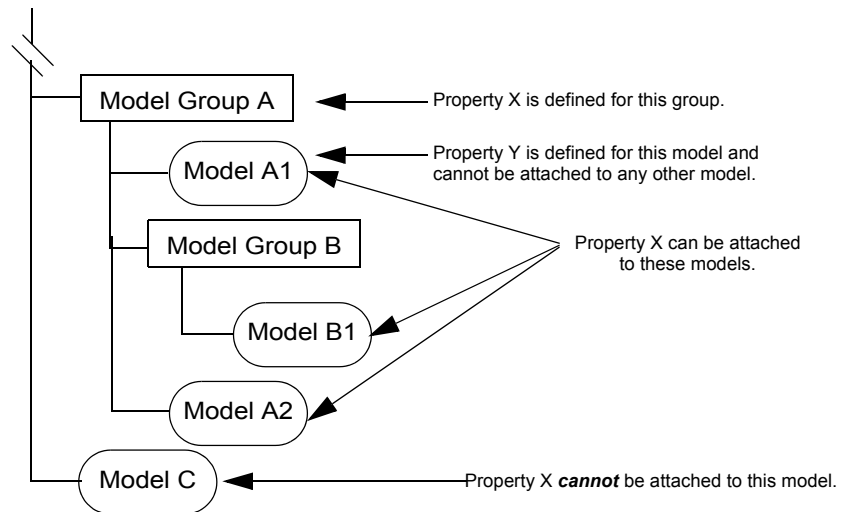 Model Group A
Property X is defined for this group.
Model A1
Property Y is defined for this model and
cannot be attached to any other model.
Model Group B
Property X can be attached
to these models.
Model B1
Model A2
Model C
Property X cannot be attached to this model.